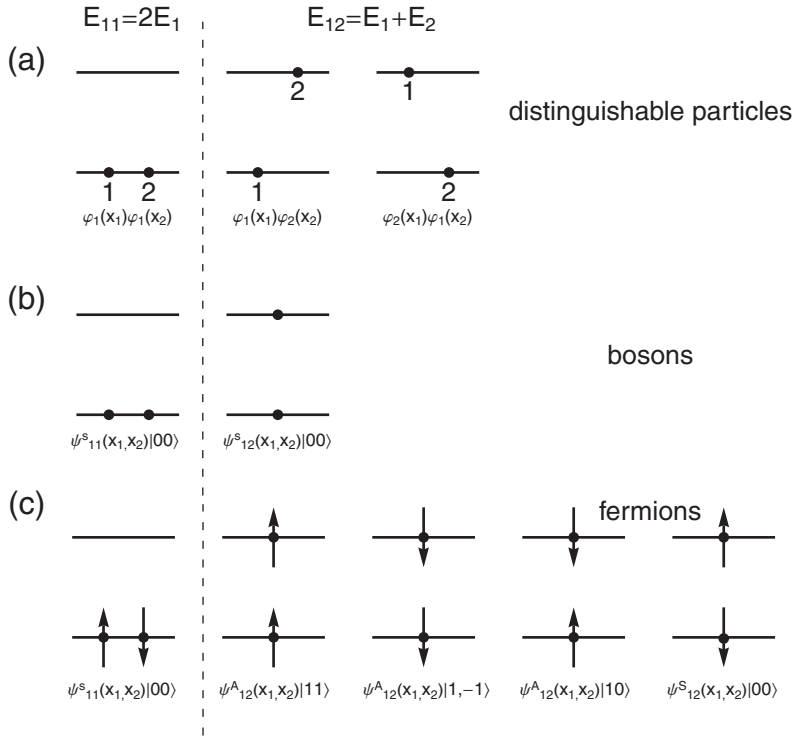 E₁₁=2E₁ E₁₂=E₁+E₂
(a)
2 1
distinguishable particles
1 2 1 2
φ₁(x₁)φ₁(x₂) φ₁(x₁)φ₂(x₂) φ₂(x₁)φ₁(x₂)
(b)
bosons
ψˢ₁₁(x₁,x₂)|00⟩ ψˢ₁₂(x₁,x₂)|00⟩
(c)
fermions
ψˢ₁₁(x₁,x₂)|00⟩ ψᴬ₁₂(x₁,x₂)|11⟩ ψᴬ₁₂(x₁,x₂)|1,−1⟩ ψᴬ₁₂(x₁,x₂)|10⟩ ψˢ₁₂(x₁,x₂)|00⟩